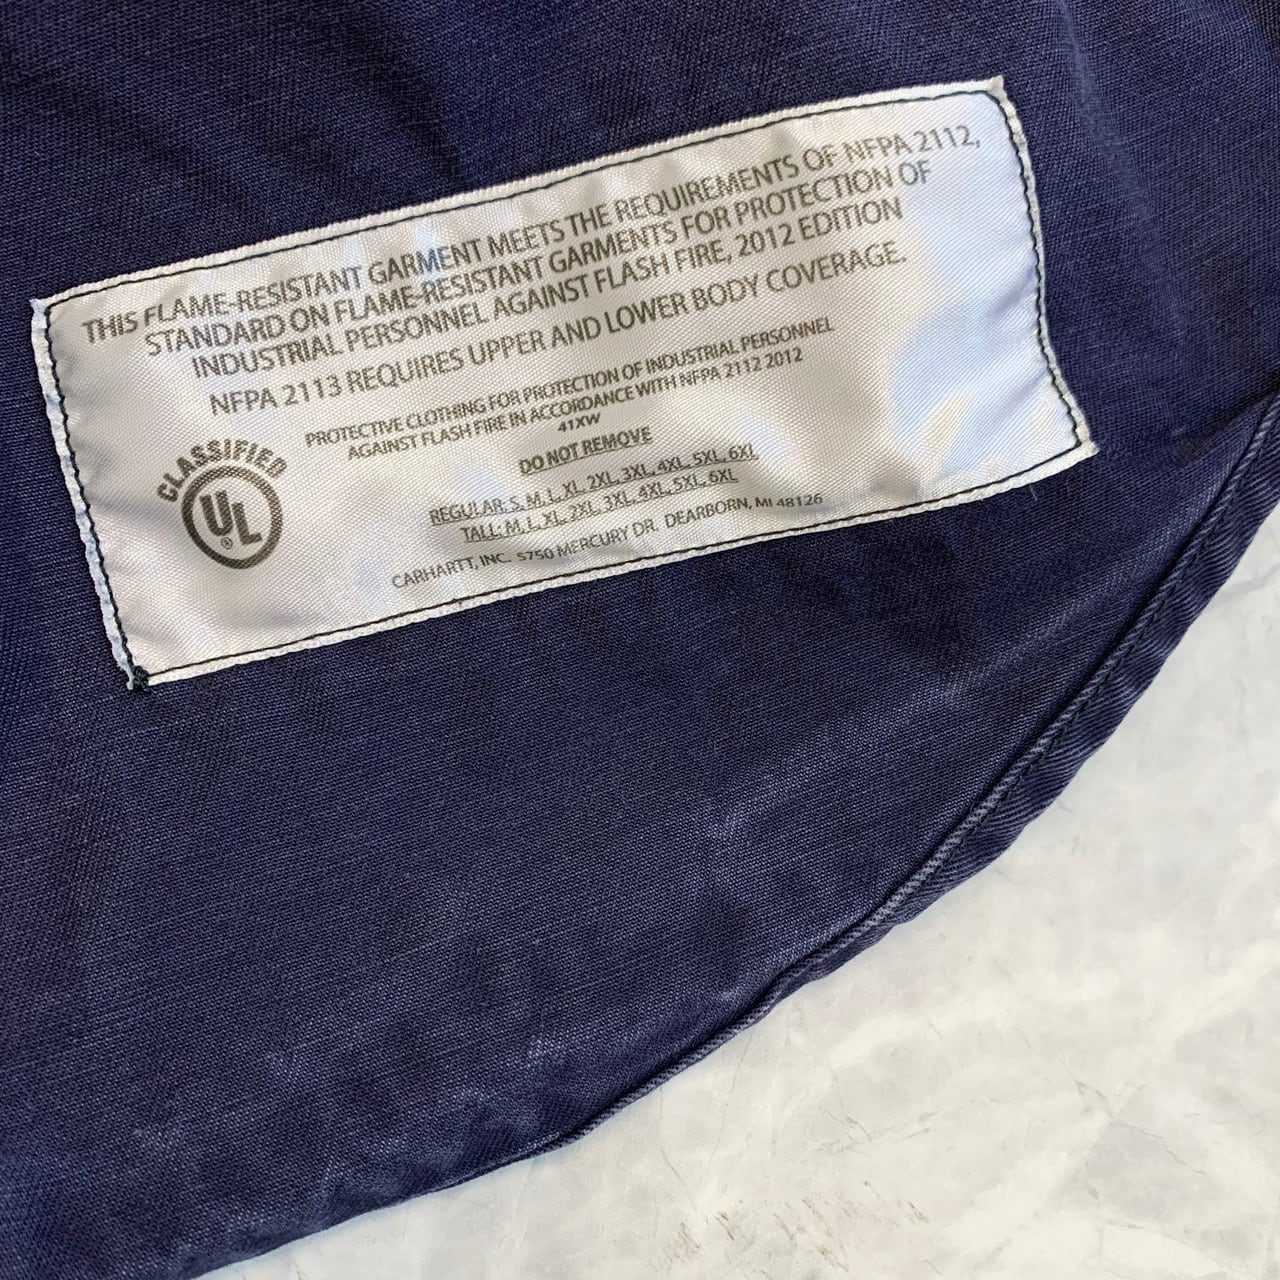 THIS FLAME-RESISTANT GARMENT MEETS THE REQUIREMENTS OF NFPA 2112,
STANDARD ON FLAME-RESISTANT GARMENTS FOR PROTECTION OF
INDUSTRIAL PERSONNEL AGAINST FLASH FIRE, 2012 EDITION
NFPA 2113 REQUIRES UPPER AND LOWER BODY COVERAGE.
PROTECTIVE CLOTHING FOR PROTECTION OF INDUSTRIAL PERSONNEL
AGAINST FLASH FIRE IN ACCORDANCE WITH NFPA 2112 2012
41XW
DO NOT REMOVE
CLASSIFIED
UL
®
REGULAR: S, M, L, XL, 2XL, 3XL, 4XL, 5XL, 6XL
TALL: M, L, XL, 2XL, 3XL, 4XL, 5XL, 6XL
CARHARTT, INC. 5750 MERCURY DR. DEARBORN, MI 48126